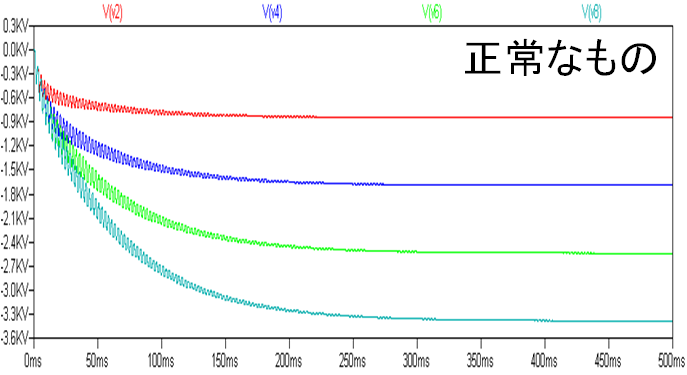 V(v2) V(v4) V(v6) V(v8)
正常なもの
0.3KV
0.0KV
-0.3KV
-0.6KV
-0.9KV
-1.2KV
-1.5KV
-1.8KV
-2.1KV
-2.4KV
-2.7KV
-3.0KV
-3.3KV
-3.6KV
0ms 50ms 100ms 150ms 200ms 250ms 300ms 350ms 400ms 450ms 500ms